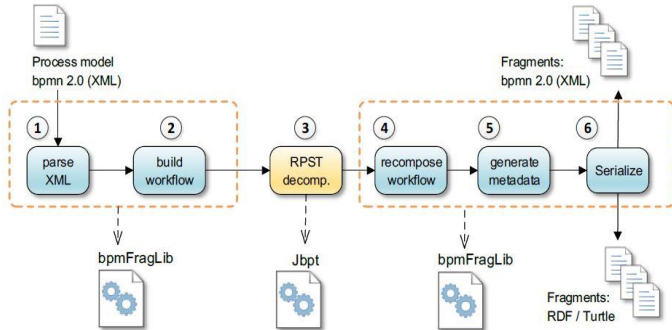 Process model
bpmn 2.0 (XML)
Fragments:
bpmn 2.0 (XML)
1
2
3
4
5
6
parse
XML
build
workflow
RPST
decomp.
recompose
workflow
generate
metadata
Serialize
bpmFragLib
Jbpt
bpmFragLib
Fragments:
RDF / Turtle